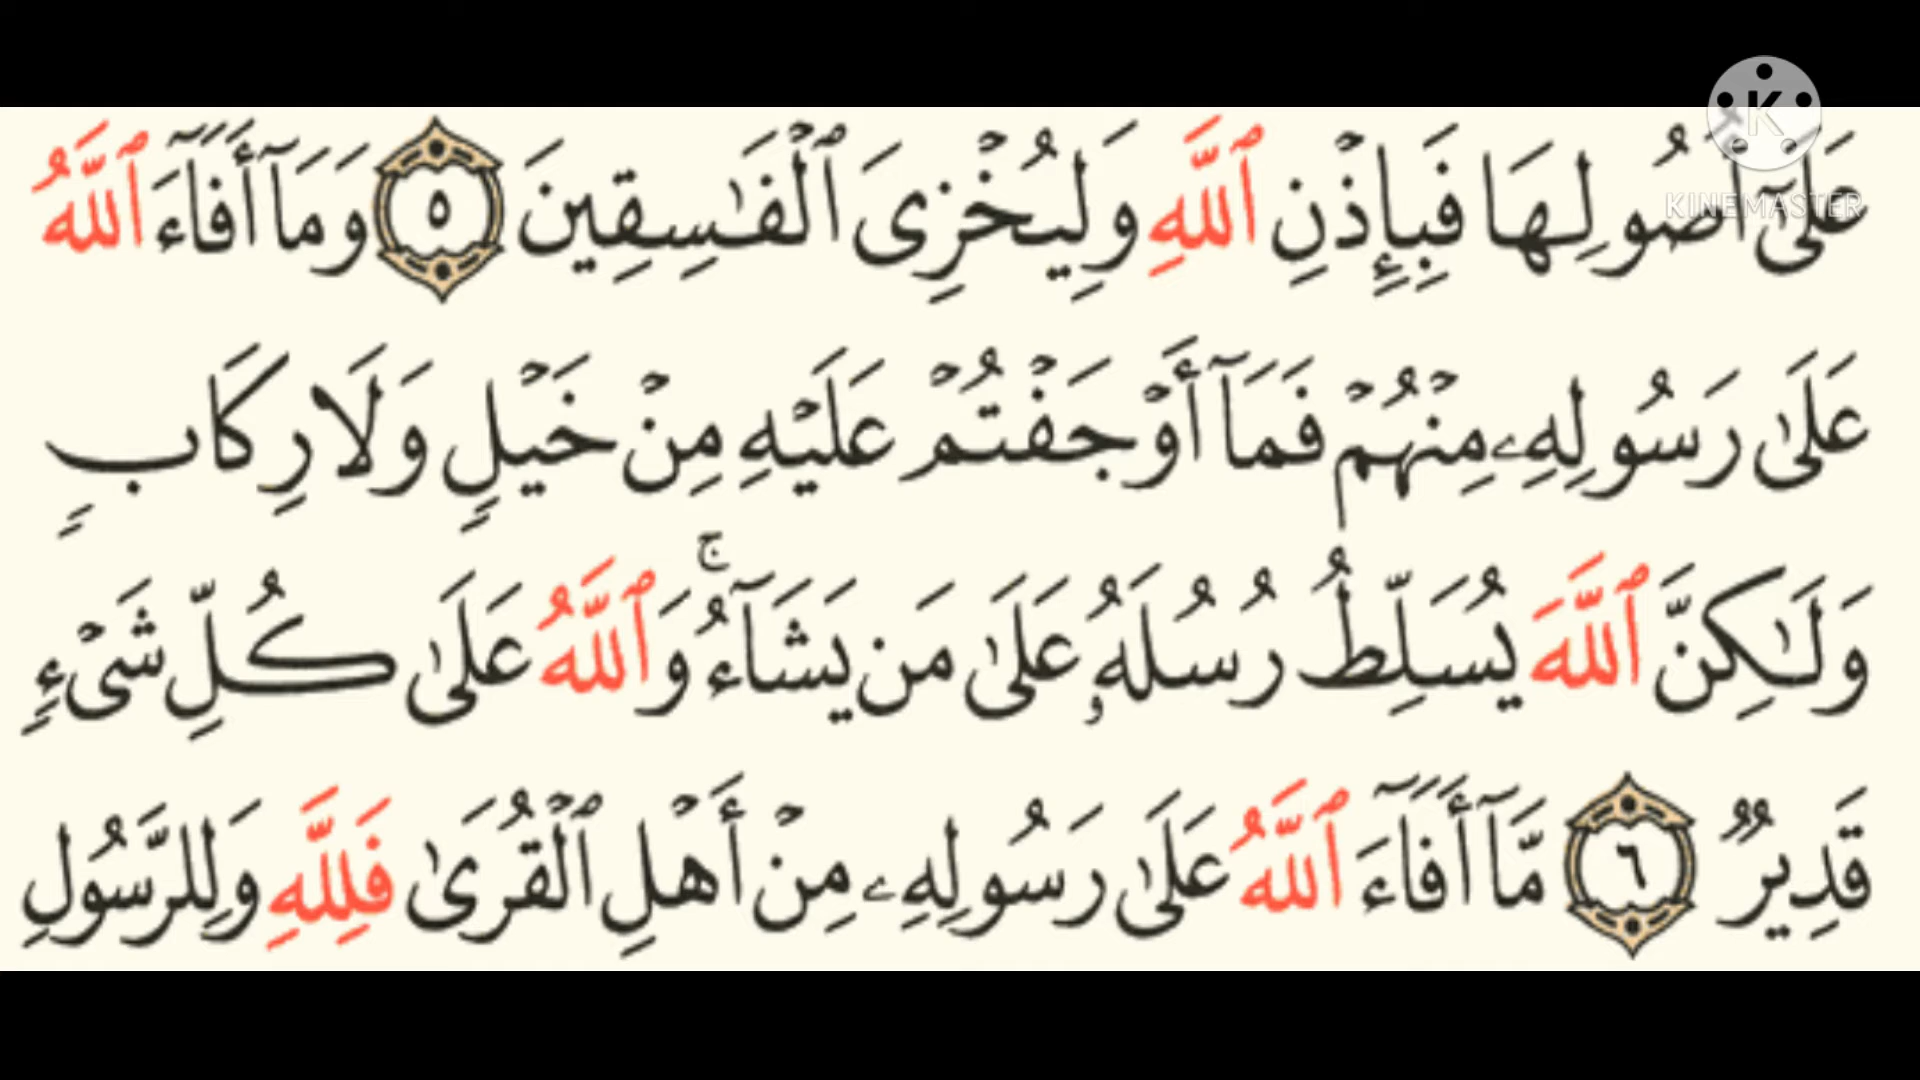 K
KINEMASTER
عَلَىٰٓ أُصُولِهَا فَبِإِذۡنِ ٱللَّهِ وَلِيُخۡزِيَ ٱلۡفَٰسِقِينَ ٥ وَمَآ أَفَآءَ ٱللَّهُ
عَلَىٰ رَسُولِهِۦ مِنۡهُمۡ فَمَآ أَوۡجَفۡتُمۡ عَلَيۡهِ مِنۡ خَيۡلٖ وَلَا رِكَابٖ
وَلَٰكِنَّ ٱللَّهَ يُسَلِّطُ رُسُلَهُۥ عَلَىٰ مَن يَشَآءُۚ وَٱللَّهُ عَلَىٰ كُلِّ شَيۡءٖ
قَدِيرٞ ٦ مَّآ أَفَآءَ ٱللَّهُ عَلَىٰ رَسُولِهِۦ مِنۡ أَهۡلِ ٱلۡقُرَىٰ فَلِلَّهِ وَلِلرَّسُولِ